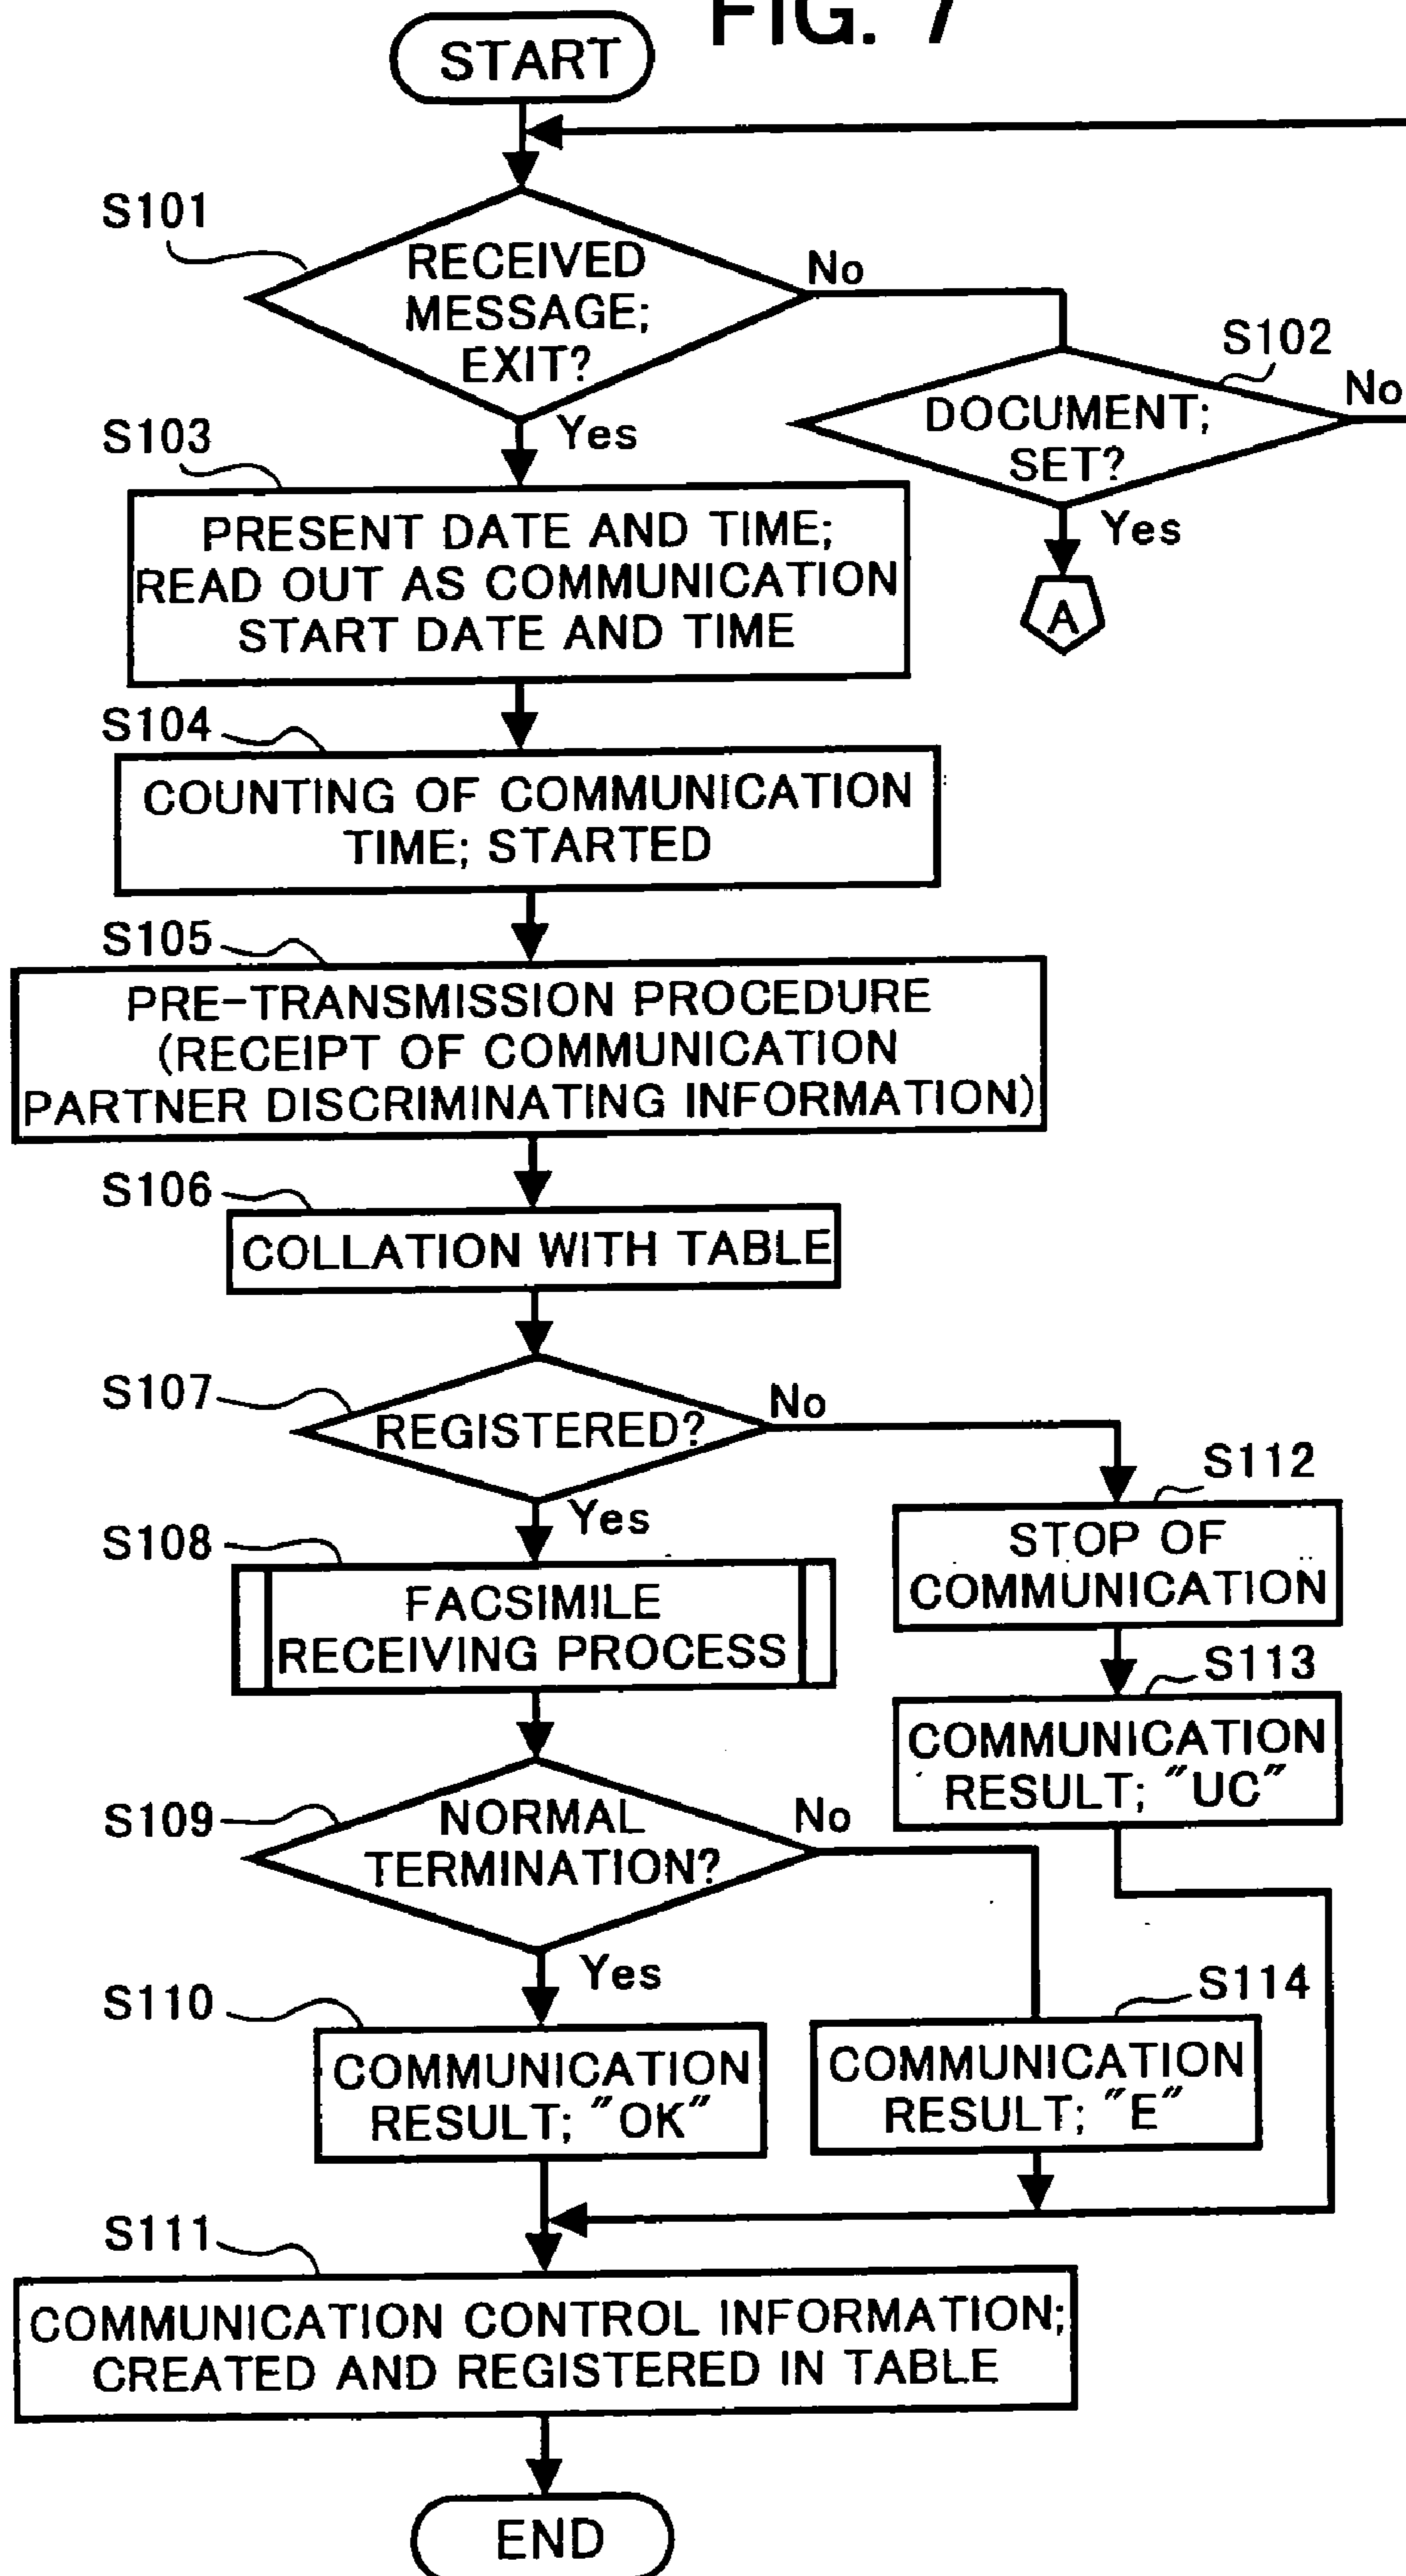 FIG. 7
START
S101
RECEIVED
MESSAGE;
EXIT?
No
Yes
S102
DOCUMENT;
SET?
No
Yes
A
S103
PRESENT DATE AND TIME;
READ OUT AS COMMUNICATION
START DATE AND TIME
S104
COUNTING OF COMMUNICATION
TIME; STARTED
S105
PRE-TRANSMISSION PROCEDURE
(RECEIPT OF COMMUNICATION
PARTNER DISCRIMINATING INFORMATION)
S106
COLLATION WITH TABLE
S107
REGISTERED?
No
Yes
S112
STOP OF
COMMUNICATION
S108
FACSIMILE
RECEIVING PROCESS
S113
COMMUNICATION
RESULT; "UC"
S109
NORMAL
TERMINATION?
No
Yes
S110
COMMUNICATION
RESULT; "OK"
S114
COMMUNICATION
RESULT; "E"
S111
COMMUNICATION CONTROL INFORMATION;
CREATED AND REGISTERED IN TABLE
END